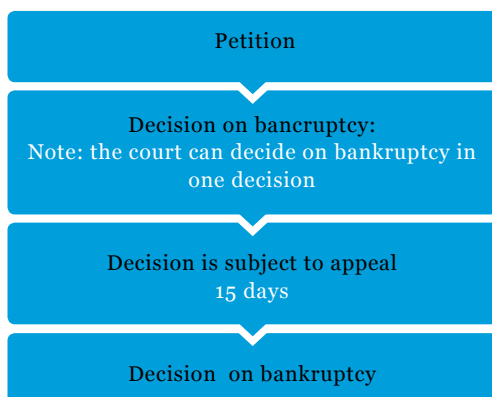 Petition
Decision on bancruptcy:
Note: the court can decide on bankruptcy in
one decision
Decision is subject to appeal
15 days
Decision  on bankruptcy